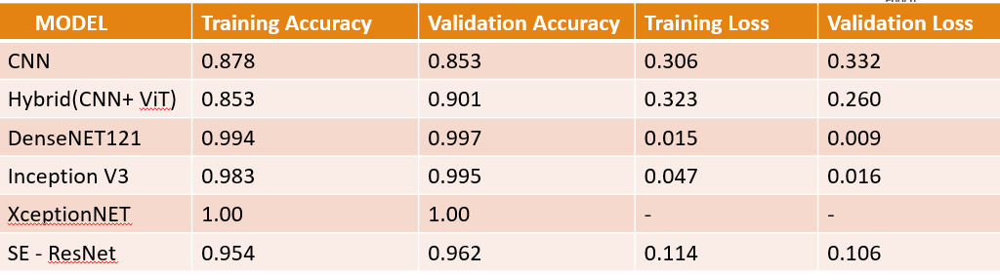 MODEL Training Accuracy Validation Accuracy Training Loss Validation Loss
CNN 0.878 0.853 0.306 0.332
Hybrid(CNN+ ViT) 0.853 0.901 0.323 0.260
DenseNET121 0.994 0.997 0.015 0.009
Inception V3 0.983 0.995 0.047 0.016
XceptionNET 1.00 1.00 - -
SE - ResNet 0.954 0.962 0.114 0.106